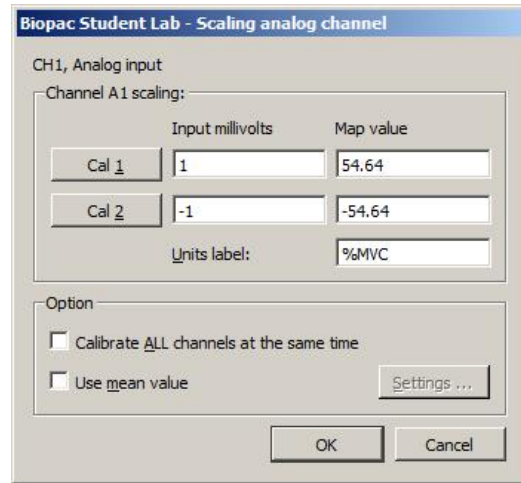 Biopac Student Lab - Scaling analog channel
CH1, Analog input
Channel A1 scaling:
Input millivolts Map value
Cal 1 1 54.64
Cal 2 -1 -54.64
Units label: %MVC
Option
Calibrate ALL channels at the same time
Use mean value Settings ...
OK Cancel